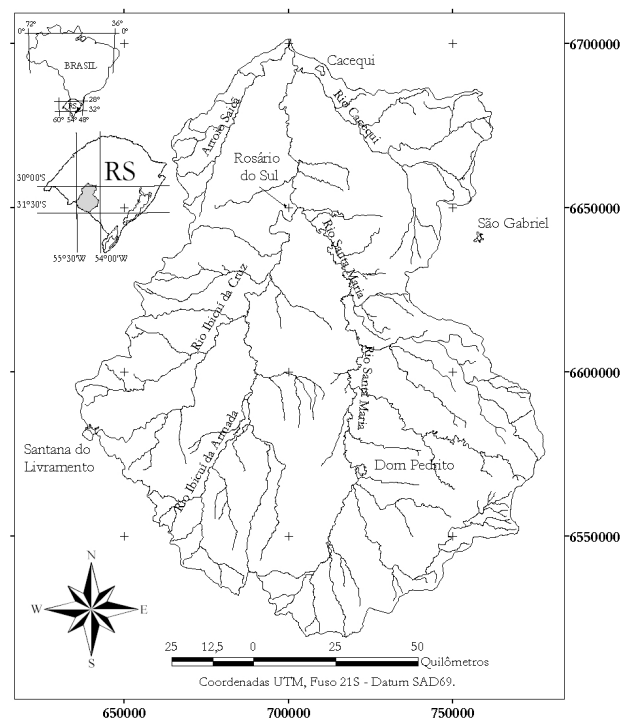 72°
36°
0°
0°
BRASIL
RS
28°
32°
60° 54° 48°
RS
30°00'S
31°30'S
55°30'W
54°00'W
6700000
6650000
6600000
6550000
Cacequi
Rio Cacequi
Arroio Saicã
Rosário
do Sul
São Gabriel
Rio Santa Maria
Rio Ibicuí da Cruz
Rio Santa Maria
Rio Ibicuí da Armada
Santana do
Livramento
Dom Pedrito
N
W
E
S
25 12,5 0 25 50
Quilômetros
Coordenadas UTM, Fuso 21S - Datum SAD69.
650000 700000 750000